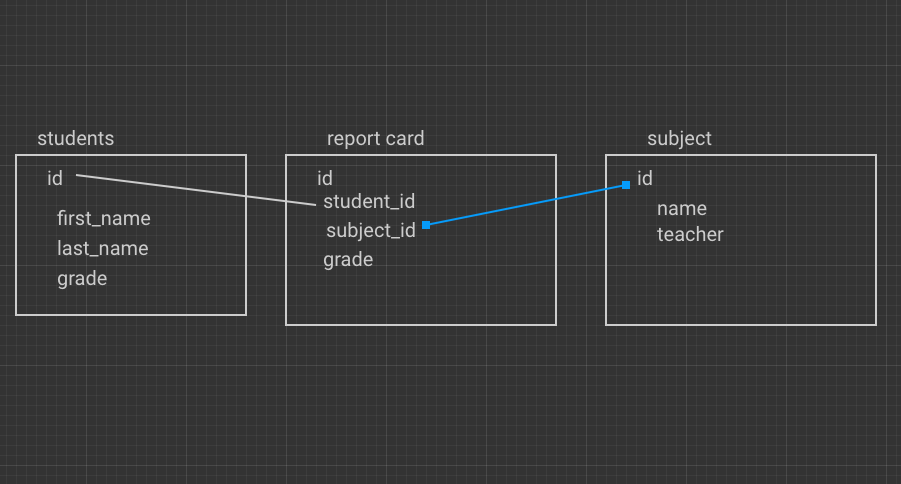 students
id
first_name
last_name
grade
report card
id
student_id
subject_id
grade
subject
id
name
teacher